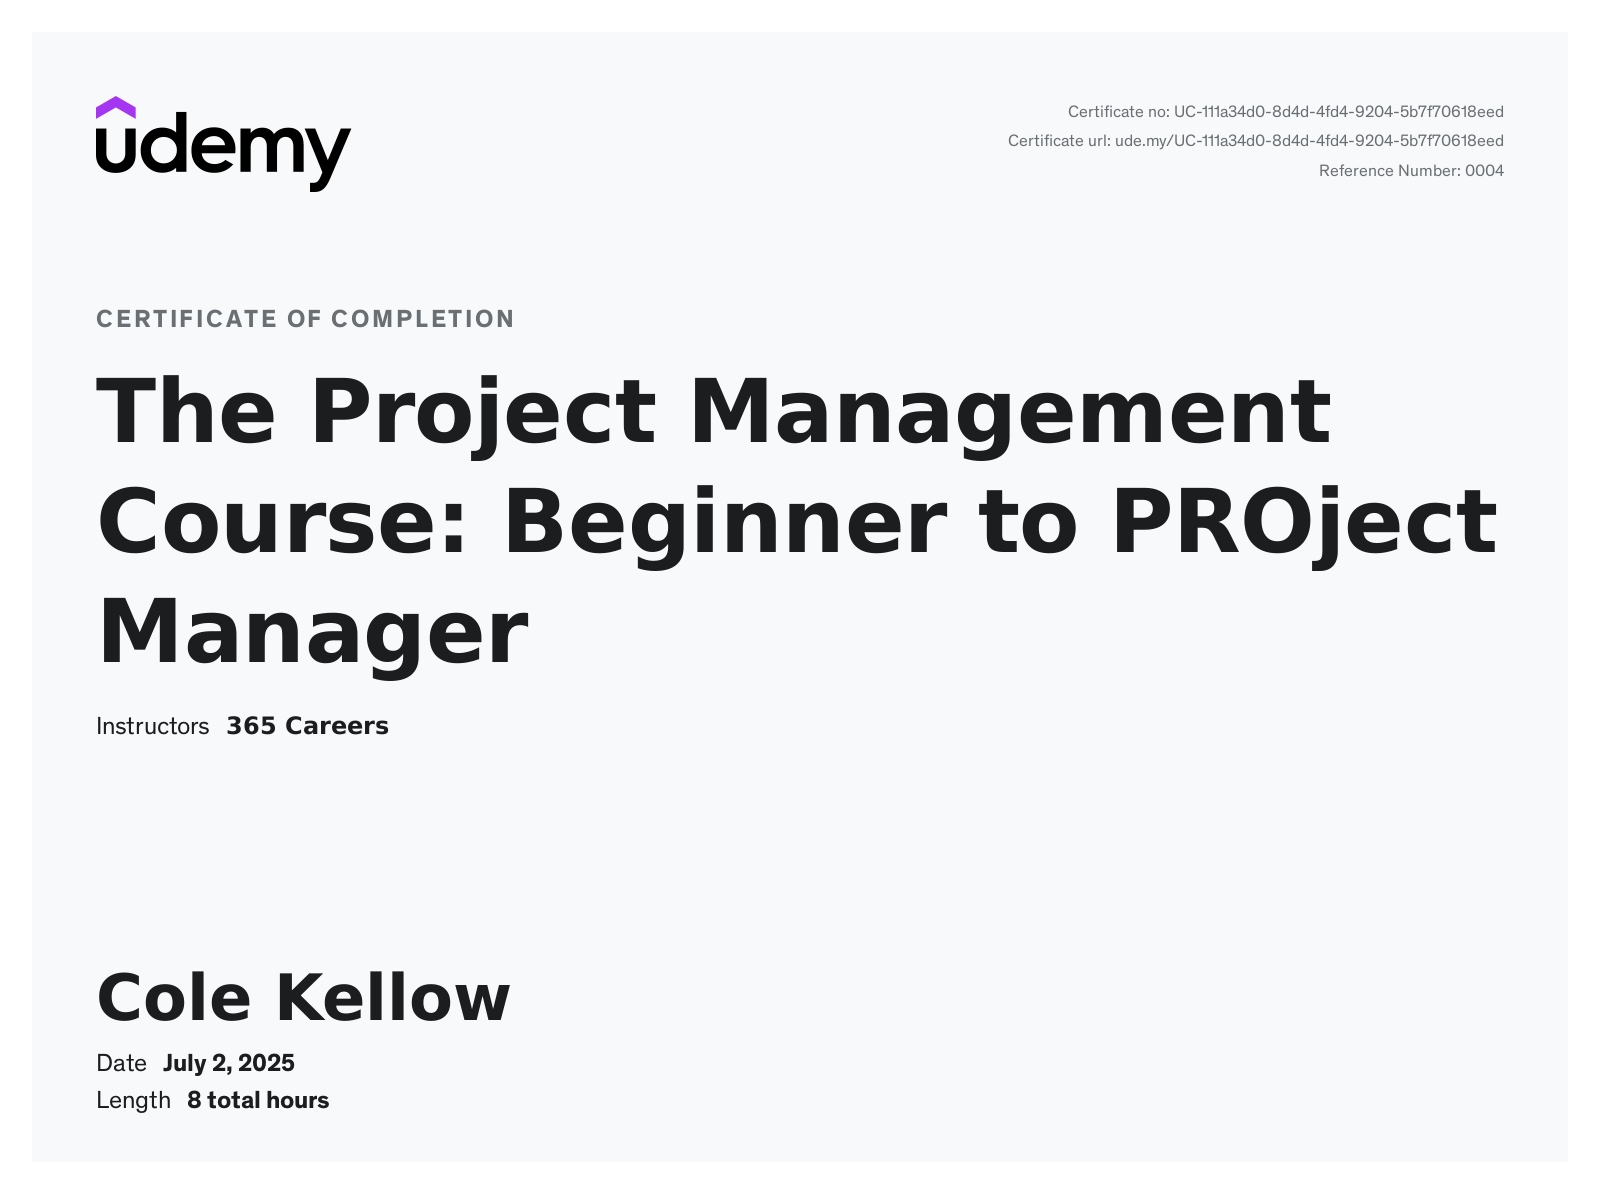 udemy
Certificate no: UC-111a34d0-8d4d-4fd4-9204-5b7f70618eed
Certificate url: ude.my/UC-111a34d0-8d4d-4fd4-9204-5b7f70618eed
Reference Number: 0004
CERTIFICATE OF COMPLETION
The Project Management
Course: Beginner to PROject
Manager
Instructors 365 Careers
Cole Kellow
Date July 2, 2025
Length 8 total hours